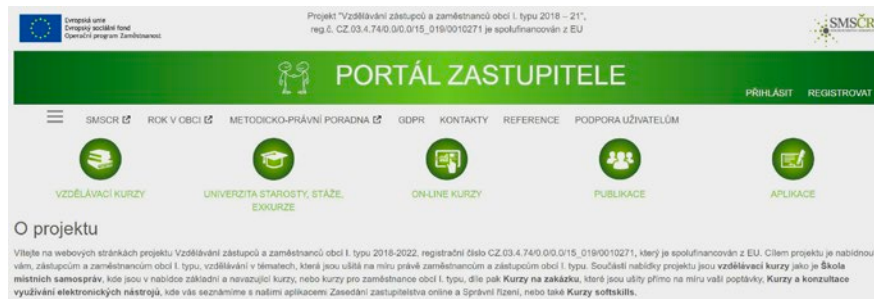 Evropská unie
Evropský sociální fond
Operační program Zaměstnanost
Projekt "Vzdělávání zástupců a zaměstnanců obcí I. typu 2018 – 21",
reg.č. CZ.03.4.74/0.0/0.0/15_019/0010271 je spolufinancován z EU
SMSČR
PORTÁL ZASTUPITELE
PŘIHLÁSIT REGISTROVAT
SMSCR ROK V OBCI METODICKO-PRÁVNÍ PORADNA GDPR KONTAKTY REFERENCE PODPORA UŽIVATELŮM
VZDĚLÁVACÍ KURZY
UNIVERZITA STAROSTY, STÁŽE,
EXKURZE
ON-LINE KURZY
PUBLIKACE
APLIKACE
O projektu
Vítejte na webových stránkách projektu Vzdělávání zástupců a zaměstnanců obcí I. typu 2018-2022, registrační číslo CZ.03.4.74/0.0/0.0/15_019/0010271, který je spolufinancován z EU. Cílem projektu je nabídnou
vám, zástupcům a zaměstnancům obcí I. typu, vzdělávání v tématech, která jsou ušitá na míru právě zaměstnancům a zástupcům obcí I. typu. Součástí nabídky projektu jsou vzdělávací kurzy jako je Škola
místních samospráv, kde jsou v nabídce základní a navazující kurzy, nebo kurzy pro zaměstnance obcí I. typu, díle pak Kurzy na zakázku, které jsou ušity přímo na míru vaší poptávky, Kurzy a konzultace
využívání elektronických nástrojů, kde vás seznámíme s našimi aplikacemi Zasedání zastupitelstva online a Správní řízení, nebo také Kurzy softskills.